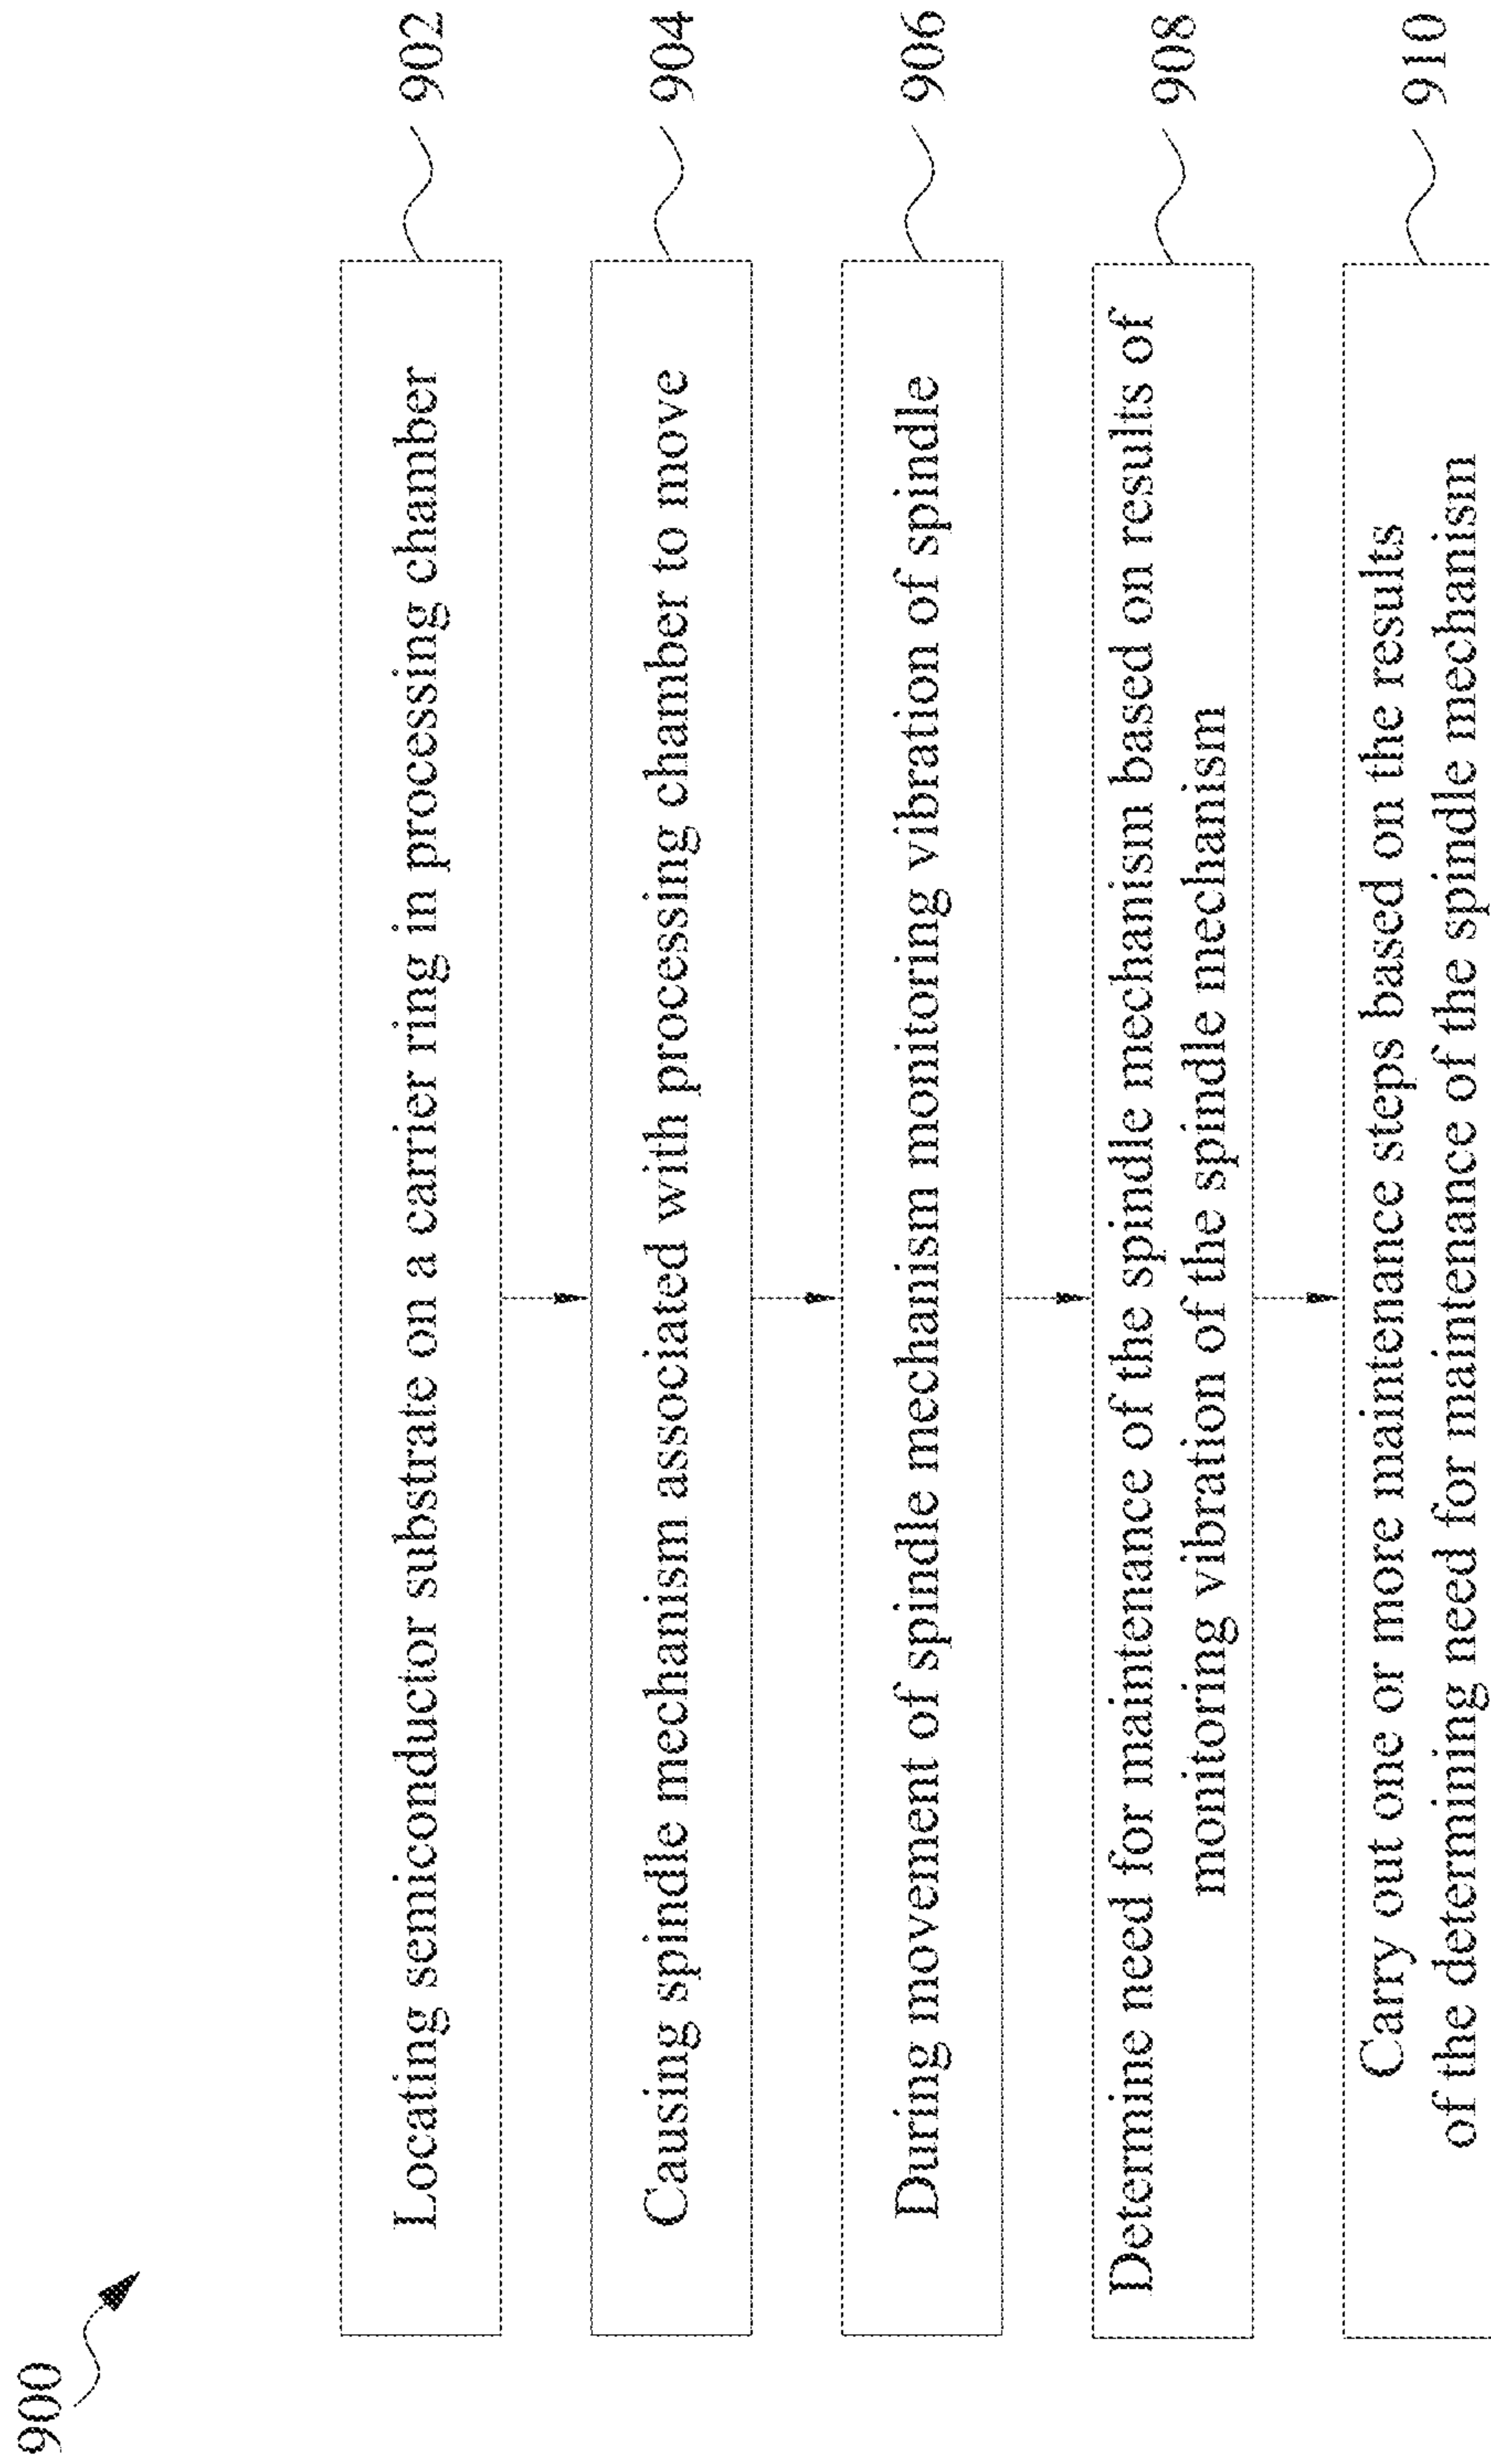 900
Locating semiconductor substrate on a carrier ring in processing chamber
902
Causing spindle mechanism associated with processing chamber to move
904
During movement of spindle mechanism monitoring vibration of spindle
906
Determine need for maintenance of the spindle mechanism based on results of
monitoring vibration of the spindle mechanism
908
Carry out one or more maintenance steps based on the results
of the determining need for maintenance of the spindle mechanism
910